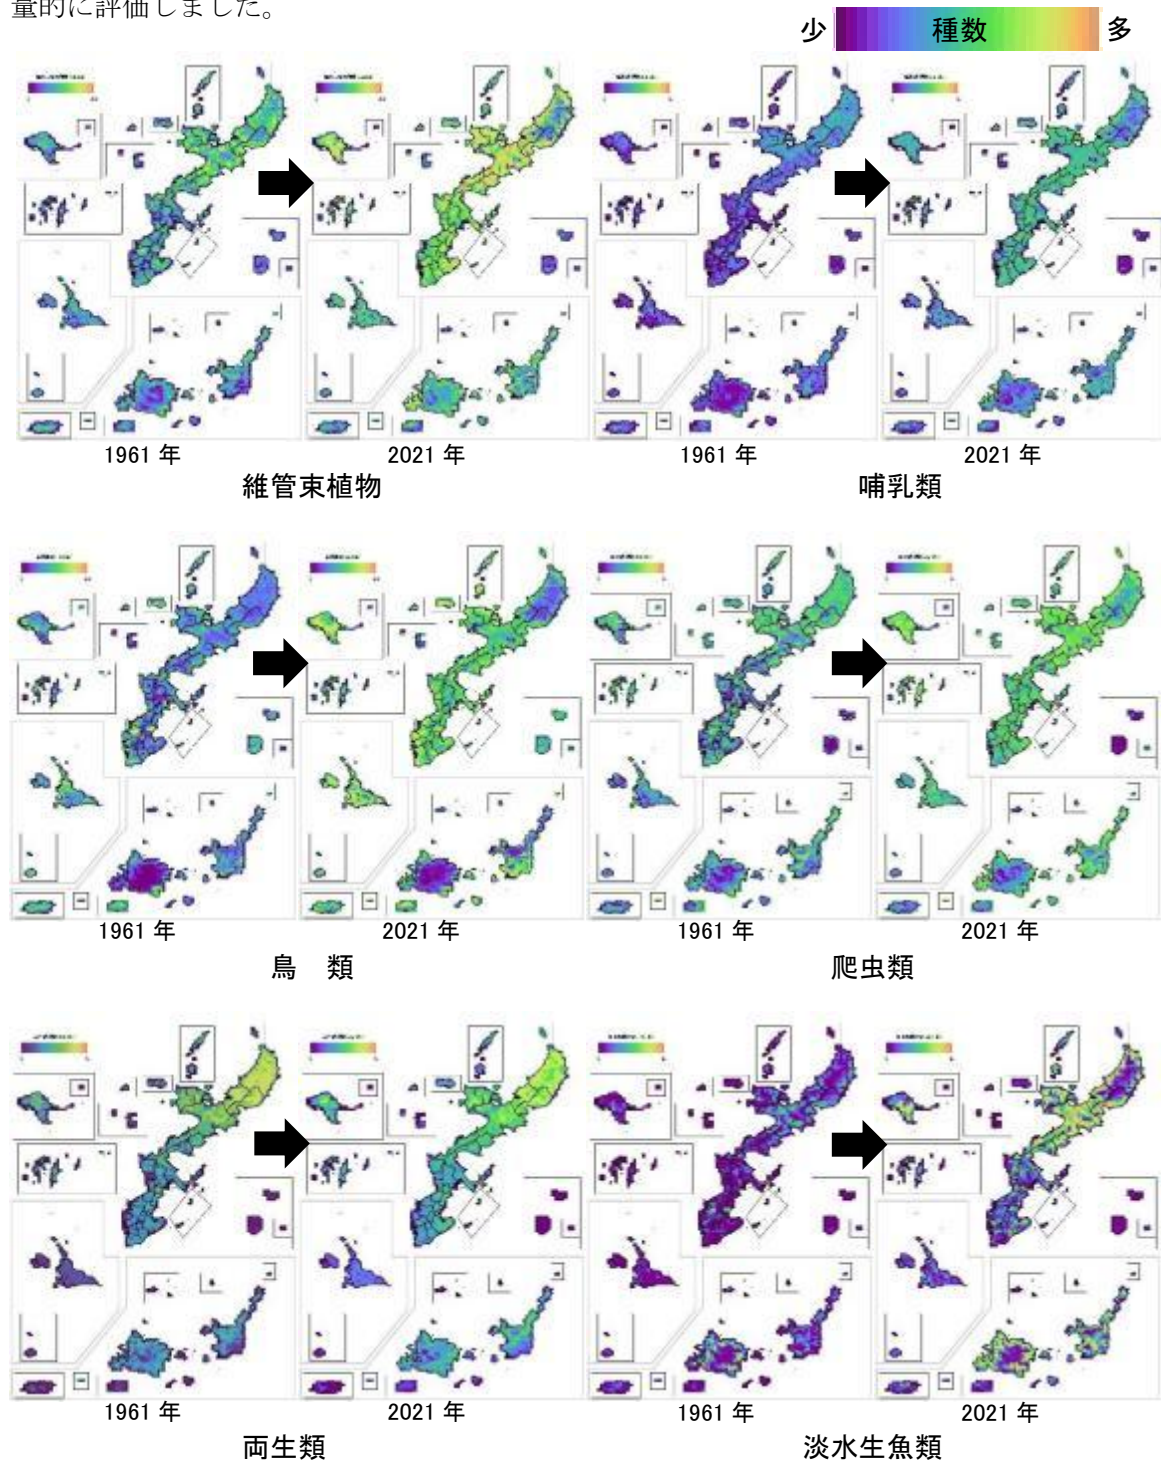 量的に評価しました。
少 種数 多
1961 年 2021 年 1961 年 2021 年
維管束植物 哺乳類
1961 年 2021 年 1961 年 2021 年
鳥　類 爬虫類
1961 年 2021 年 1961 年 2021 年
両生類 淡水生魚類